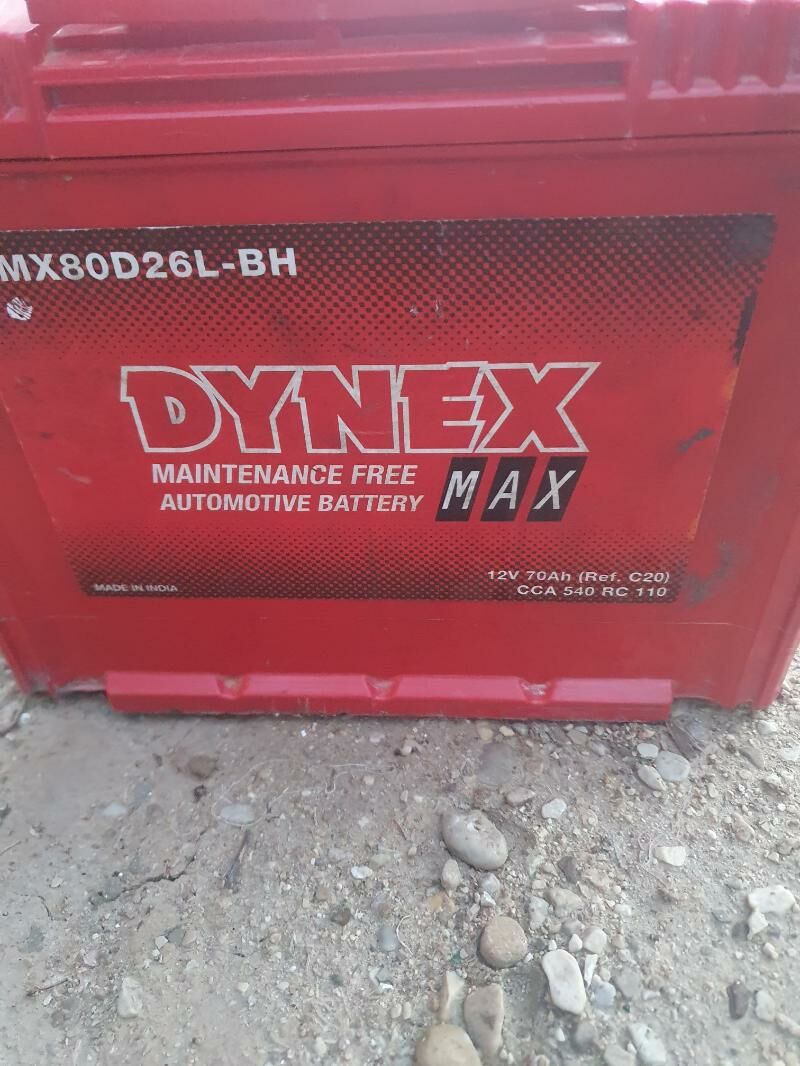 MX80D26L-BH
DYNEX
MAINTENANCE FREE
AUTOMOTIVE BATTERY
MAX
12V 70Ah (Ref. C20)
CCA 540 RC 110
MADE IN INDIA